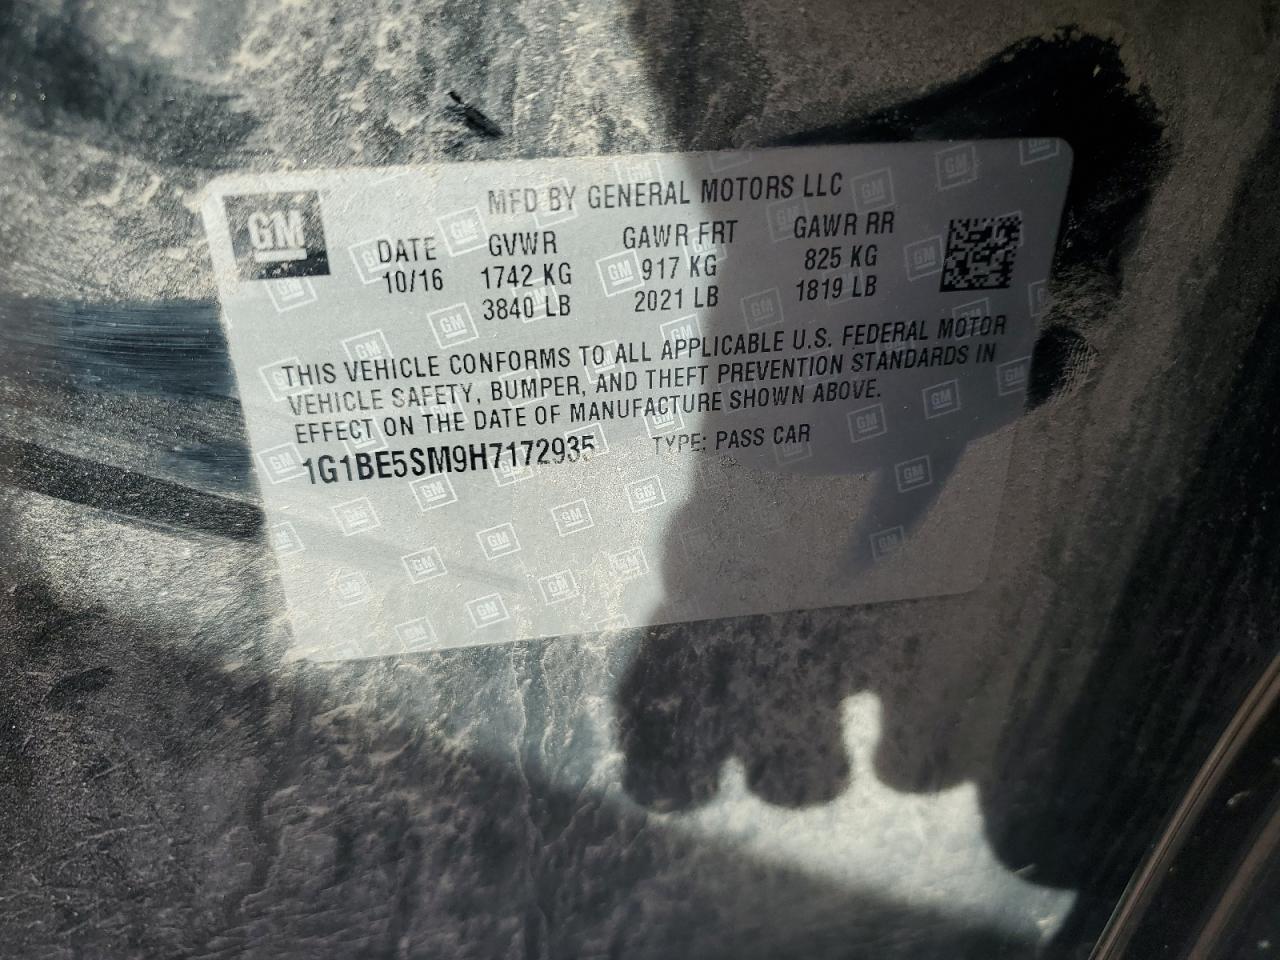 GM
MFD BY GENERAL MOTORS LLC
DATE GVWR GAWR FRT GAWR RR
10/16 1742 KG 917 KG 825 KG
3840 LB 2021 LB 1819 LB
THIS VEHICLE CONFORMS TO ALL APPLICABLE U.S. FEDERAL MOTOR
VEHICLE SAFETY, BUMPER, AND THEFT PREVENTION STANDARDS IN
EFFECT ON THE DATE OF MANUFACTURE SHOWN ABOVE.
1G1BE5SM9H7172935 TYPE: PASS CAR